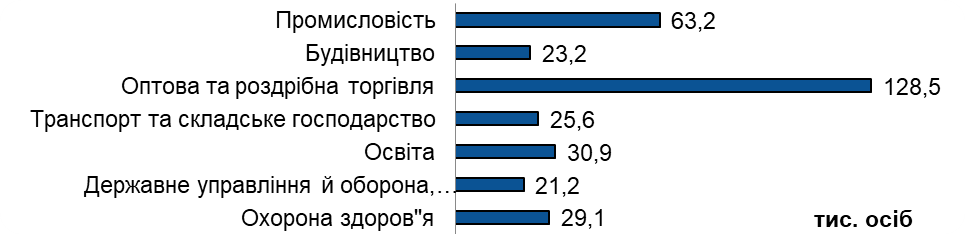 Промисловість 63,2
Будівництво 23,2
Оптова та роздрібна торгівля 128,5
Транспорт та складське господарство 25,6
Освіта 30,9
Державне управління й оборона,… 21,2
Охорона здоров"я 29,1
тис. осіб